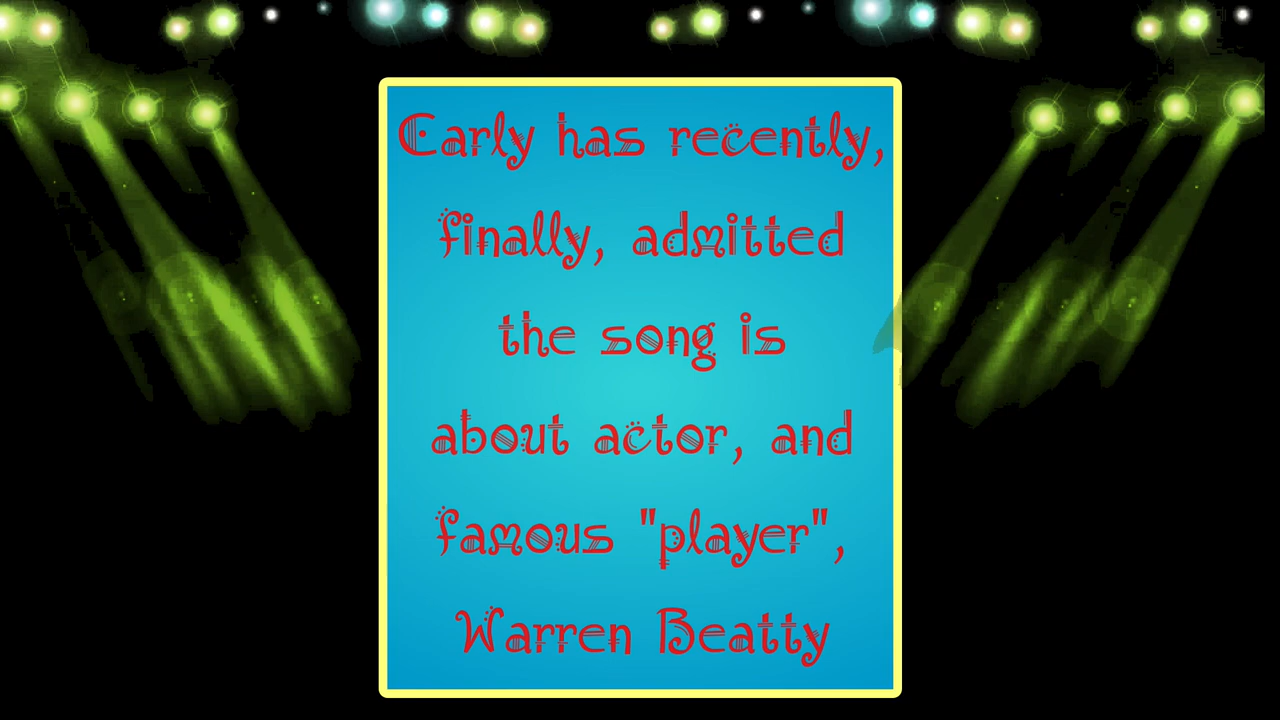 Carly has recently,
finally, admitted
the song is
about actor, and
famous "player",
Warren Beatty